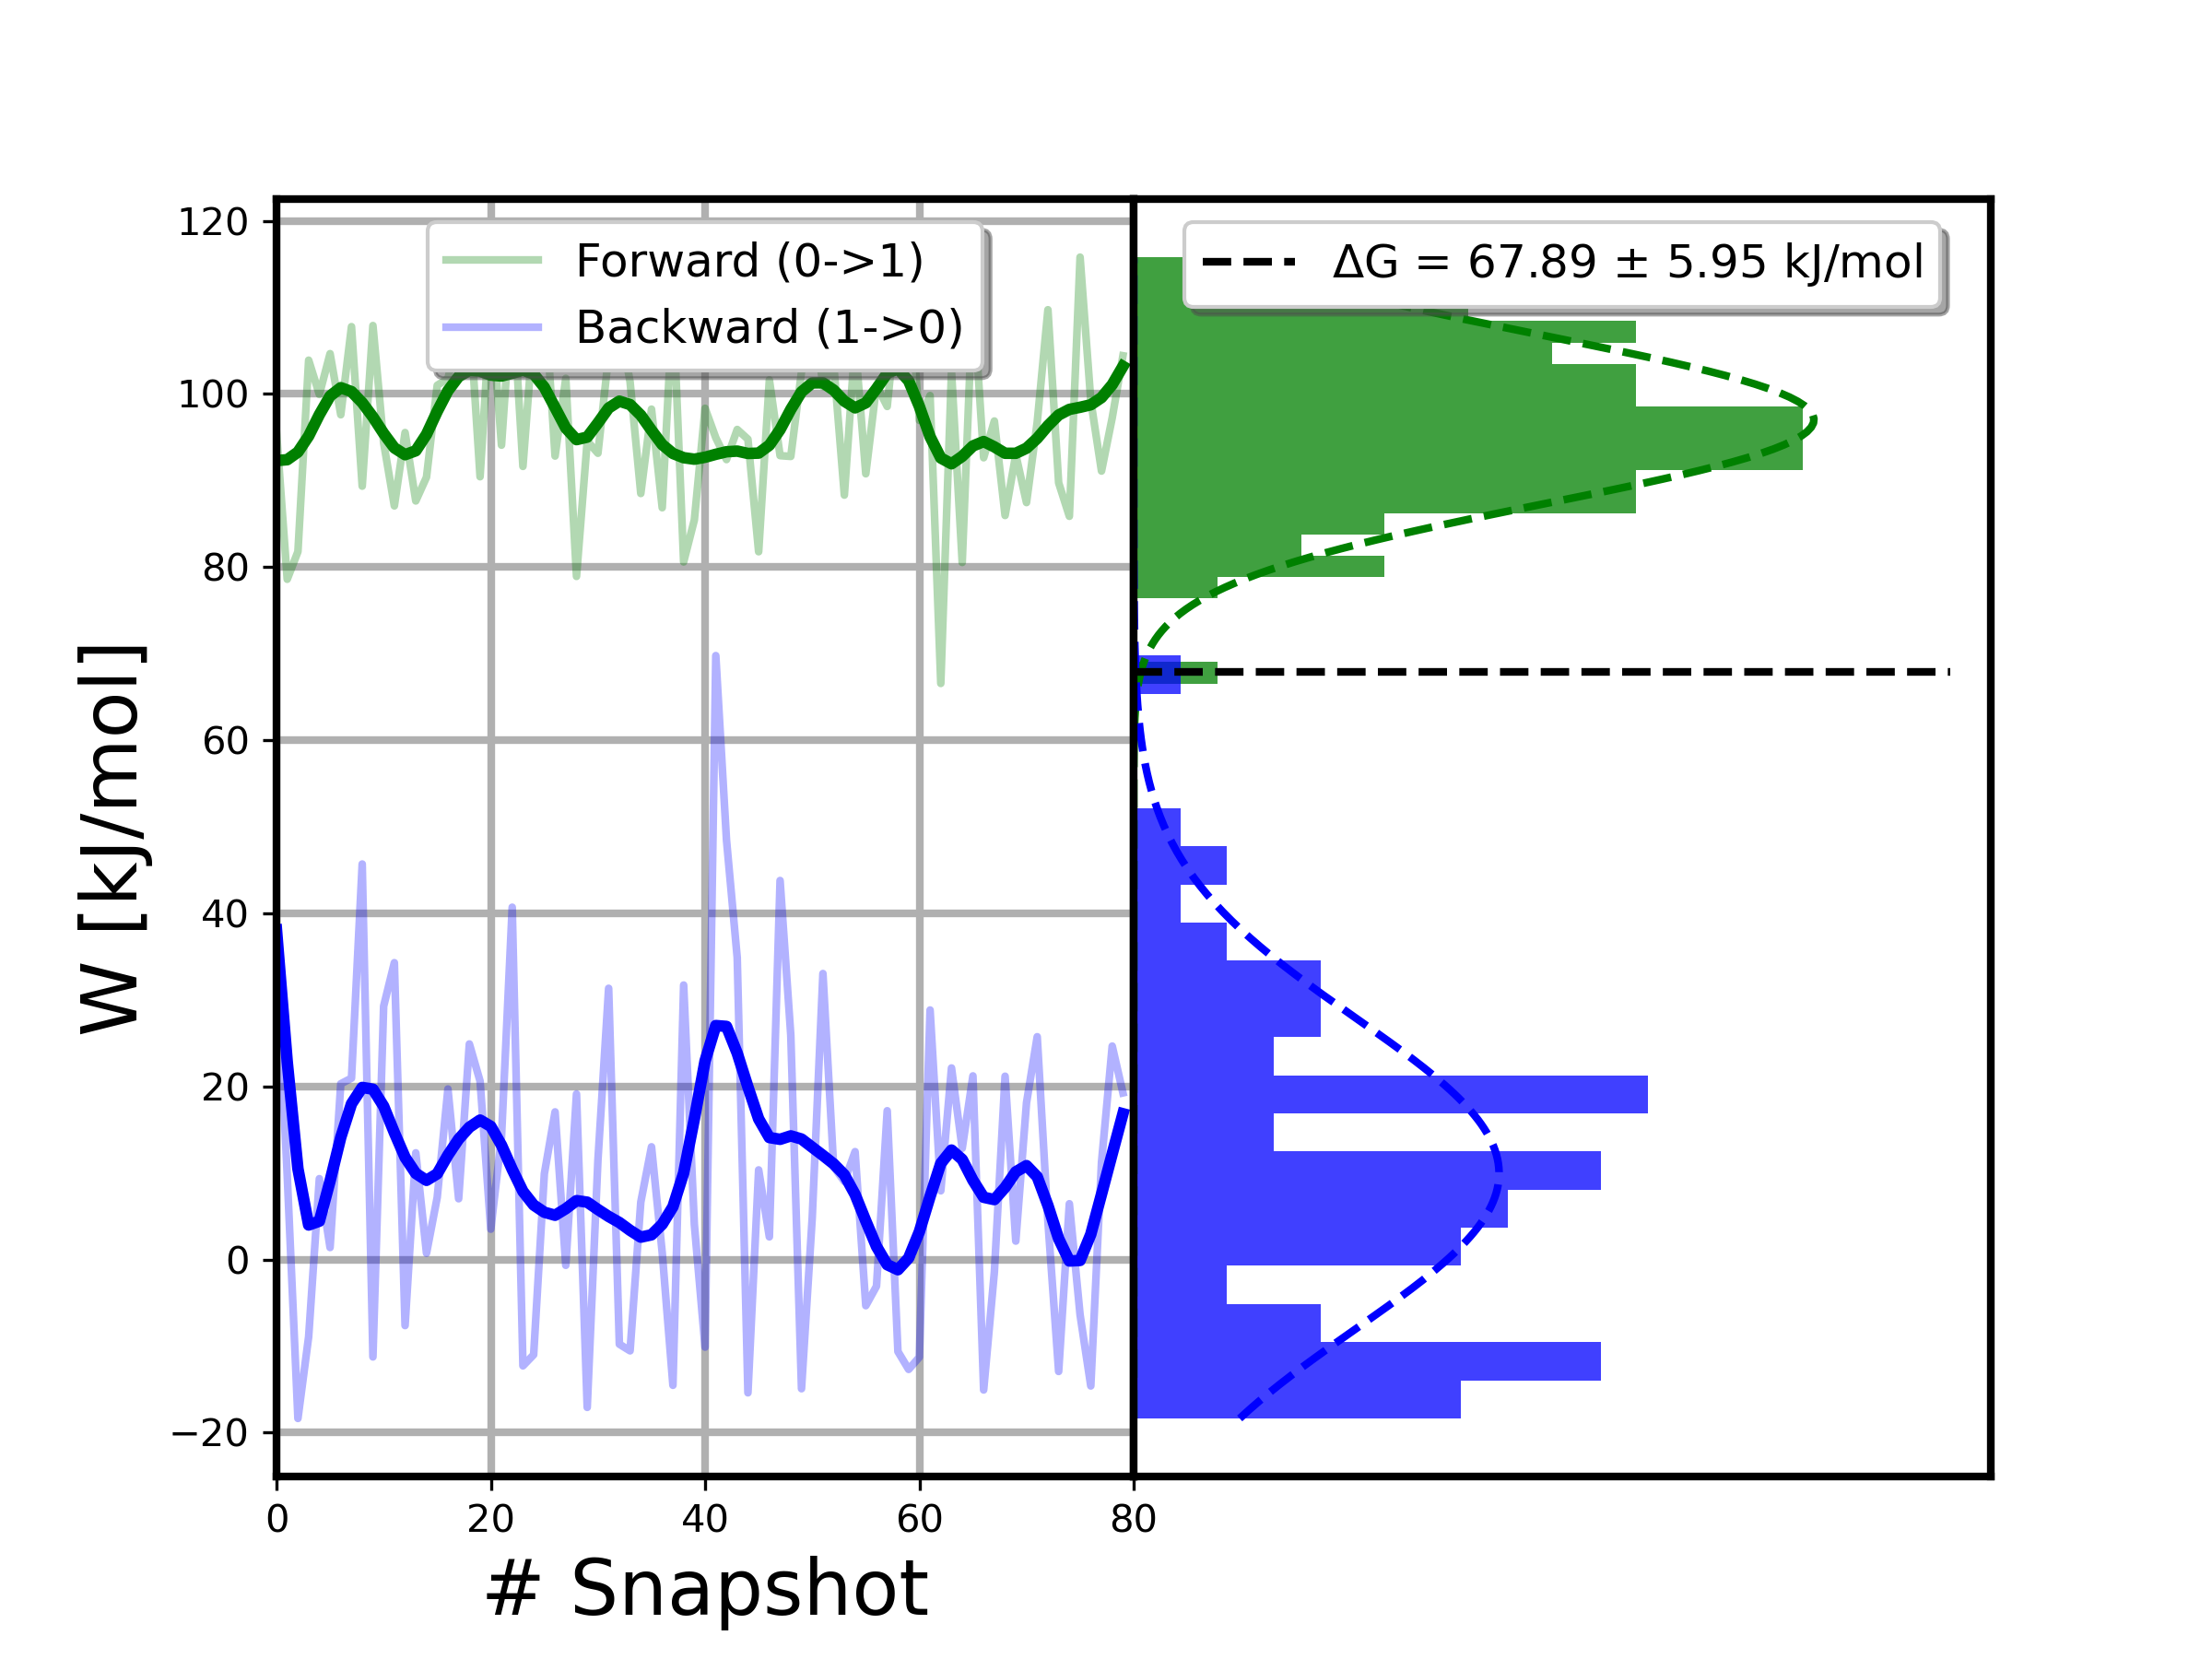 120
100
80
60
40
20
0
−20
W [kJ/mol]
Forward (0->1)
Backward (1->0)
ΔG = 67.89 ± 5.95 kJ/mol
0 20 40 60 80
# Snapshot